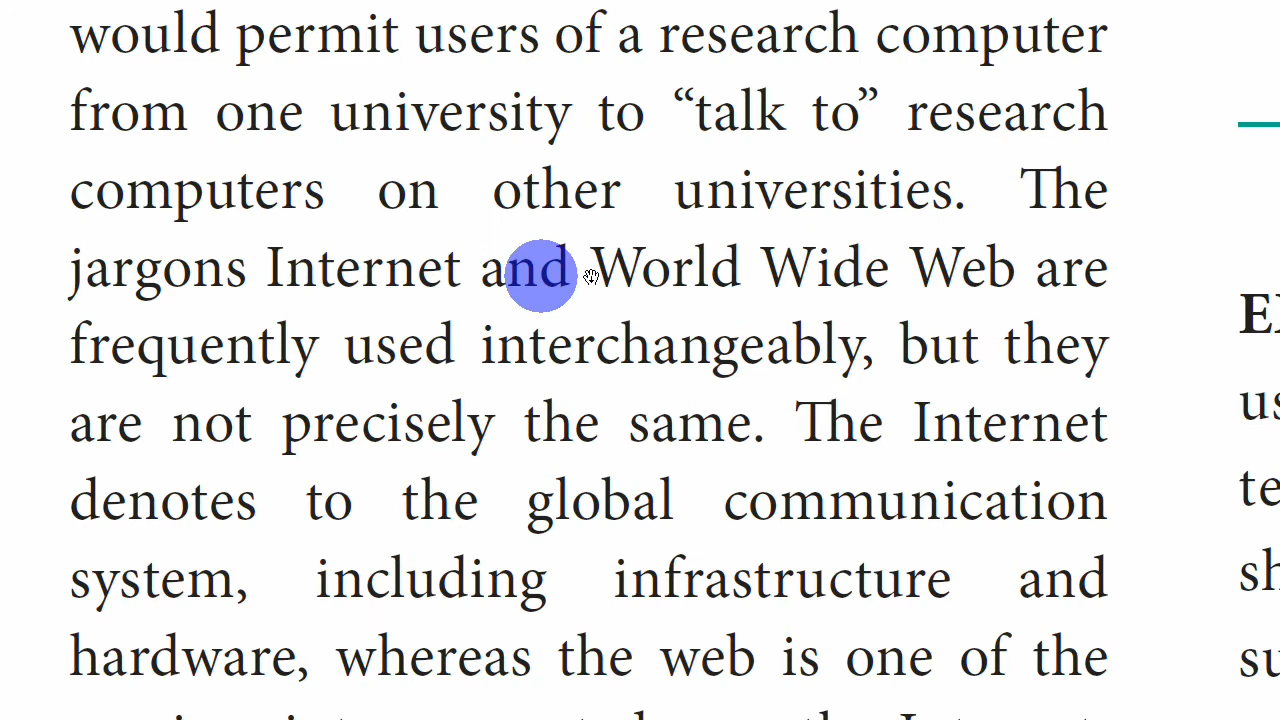 would permit users of a research computer
from one university to “talk to” research
computers on other universities. The
jargons Internet and World Wide Web are
frequently used interchangeably, but they
are not precisely the same. The Internet
denotes to the global communication
system, including infrastructure and
hardware, whereas the web is one of the